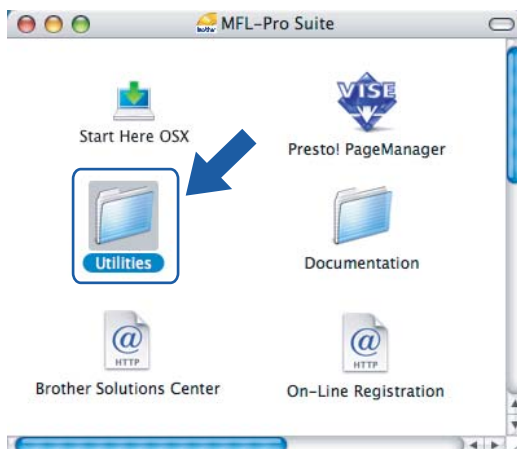 MFL-Pro Suite
Start Here OSX
VISE
Presto! PageManager
Utilities
Documentation
@
HTTP
@
HTTP
Brother Solutions Center
On-Line Registration